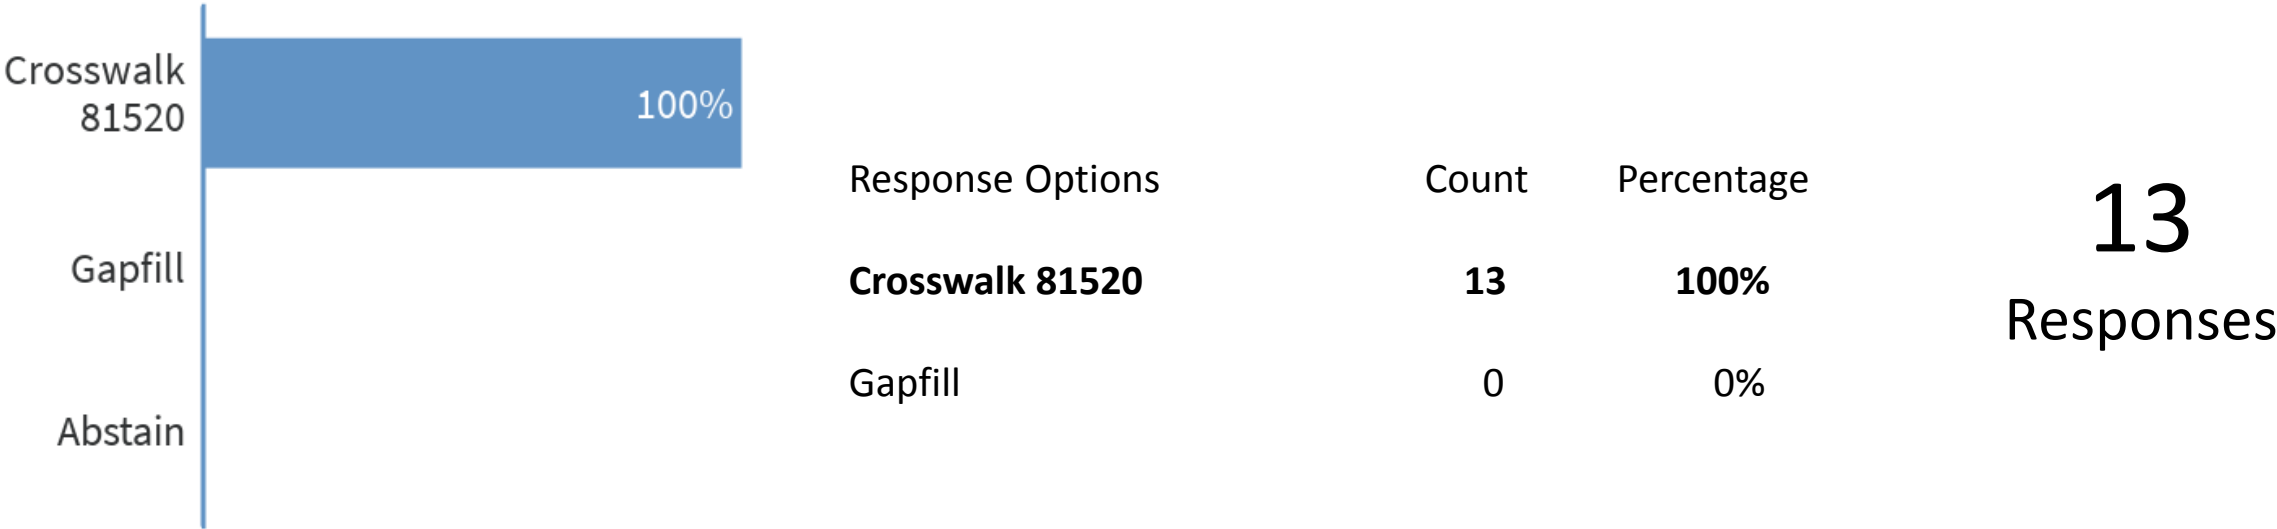 Crosswalk
81520
100%
Gapfill
Abstain
Response Options Count Percentage
Crosswalk 81520 13 100%
Gapfill 0 0%
13
Responses